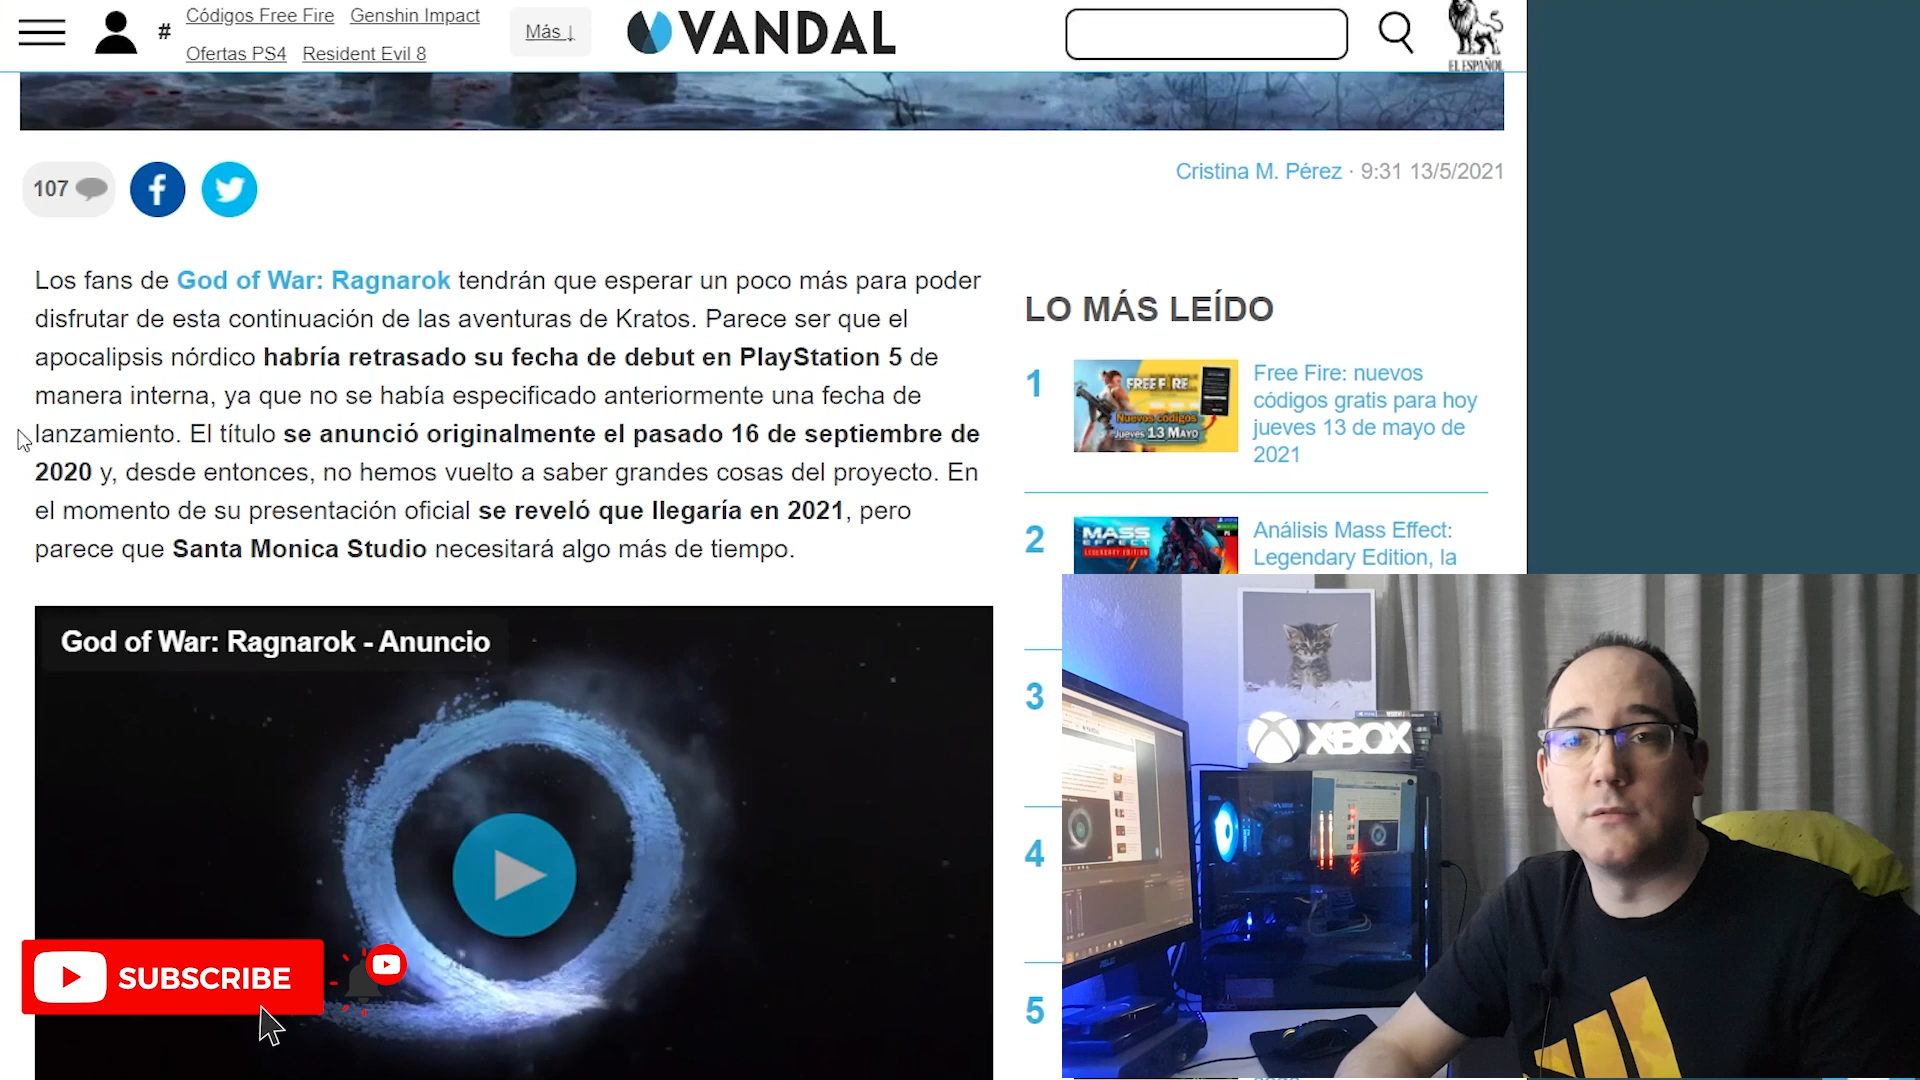 # Códigos Free Fire Genshin Impact
Ofertas PS4 Resident Evil 8
Más ↓
VANDAL
EL ESPAÑOL
107
Cristina M. Pérez · 9:31 13/5/2021
Los fans de God of War: Ragnarok tendrán que esperar un poco más para poder
disfrutar de esta continuación de las aventuras de Kratos. Parece ser que el
apocalipsis nórdico habría retrasado su fecha de debut en PlayStation 5 de
manera interna, ya que no se había especificado anteriormente una fecha de
lanzamiento. El título se anunció originalmente el pasado 16 de septiembre de
2020 y, desde entonces, no hemos vuelto a saber grandes cosas del proyecto. En
el momento de su presentación oficial se reveló que llegaría en 2021, pero
parece que Santa Monica Studio necesitará algo más de tiempo.
God of War: Ragnarok - Anuncio
SUBSCRIBE
LO MÁS LEÍDO
1
FREE FIRE
Nuevos códigos
Jueves 13 MAYO
Free Fire: nuevos
códigos gratis para hoy
jueves 13 de mayo de
2021
2
MASS
EFFECT
LEGENDARY EDITION
Análisis Mass Effect:
Legendary Edition, la
3
4
5
XBOX